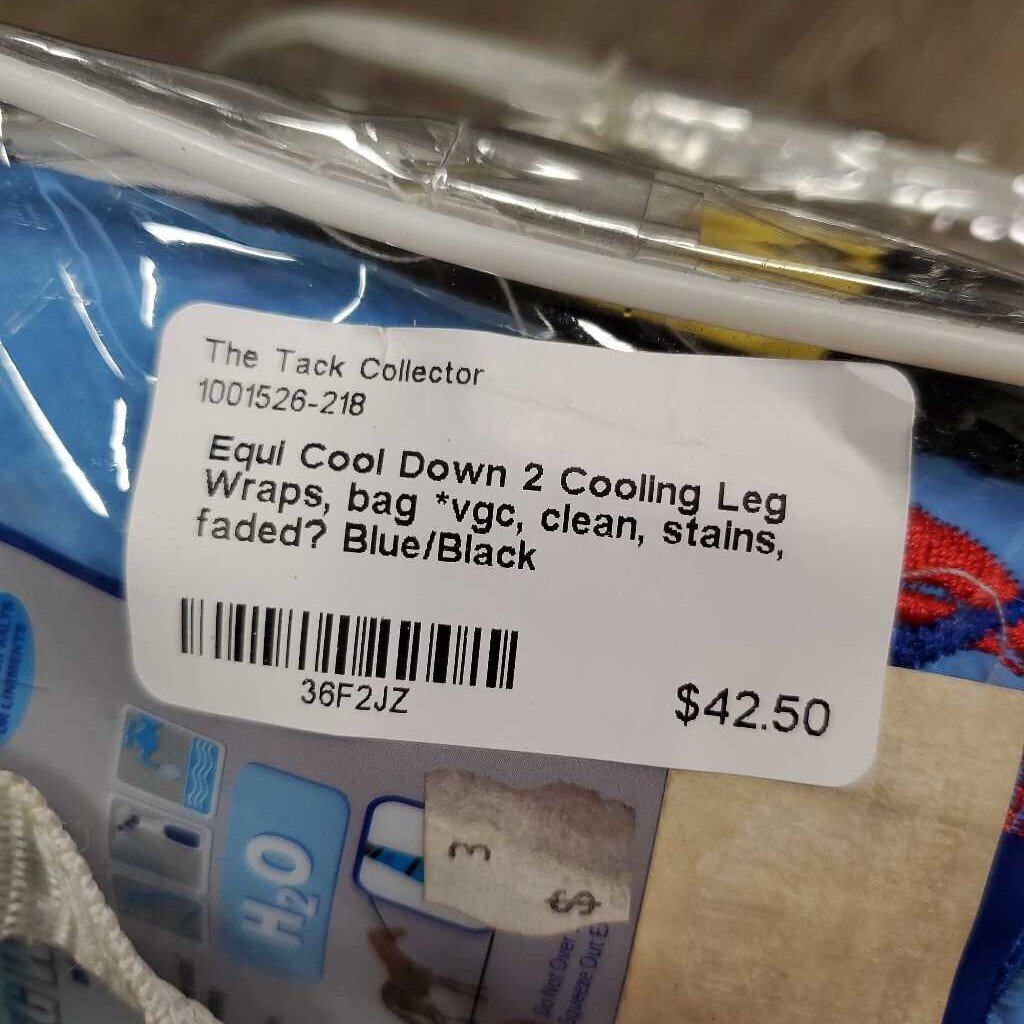 The Tack Collector
1001526-218
Equi Cool Down 2 Cooling Leg
Wraps, bag *vgc, clean, stains,
faded? Blue/Black
36F2JZ
$42.50
H2O
3
$
Do Not Over
Squeeze Out E